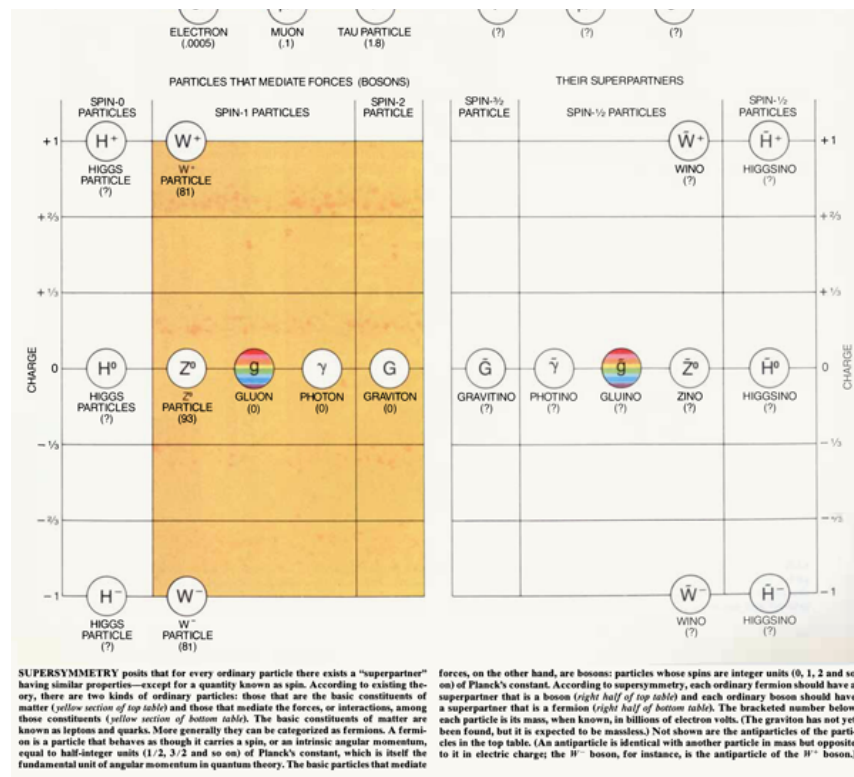 ELECTRON MUON TAU PARTICLE (?) (?) (?)
(.0005) (.1) (1.8)
PARTICLES THAT MEDIATE FORCES (BOSONS) THEIR SUPERPARTNERS
SPIN-0 PARTICLES SPIN-1 PARTICLES SPIN-2 PARTICLE SPIN-3/2 PARTICLE SPIN-1/2 PARTICLES SPIN-1/2 PARTICLES
+1 H+ W+ W̃+ H̃+ +1
HIGGS PARTICLE (?) W+ PARTICLE (81) WINO (?) HIGGSINO (?)
+2/3 +2/3
+1/3 +1/3
CHARGE 0 H0 Z0 g γ G G̃ γ̃ g̃ Z̃0 H̃0 0 CHARGE
HIGGS PARTICLES (?) Z0 PARTICLE (93) GLUON (0) PHOTON (0) GRAVITON (0) GRAVITINO (?) PHOTINO (?) GLUINO (?) ZINO (?) HIGGSINO (?)
-1/3 -1/3
-2/3 -2/3
-1 H- W- W̃- H̃- -1
HIGGS PARTICLE (?) W- PARTICLE (81) WINO (?) HIGGSINO (?)
SUPERSYMMETRY posits that for every ordinary particle there exists a "superpartner"
having similar properties—except for a quantity known as spin. According to existing the-
ory, there are two kinds of ordinary particles: those that are the basic constituents of
matter (yellow section of top table) and those that mediate the forces, or interactions, among
those constituents (yellow section of bottom table). The basic constituents of matter are
known as leptons and quarks. More generally they can be categorized as fermions. A fermi-
on is a particle that behaves as though it carries a spin, or an intrinsic angular momentum,
equal to half-integer units (1/2, 3/2 and so on) of Planck's constant, which is itself the
fundamental unit of angular momentum in quantum theory. The basic particles that mediate
forces, on the other hand, are bosons: particles whose spins are integer units (0, 1, 2 and so
on) of Planck's constant. According to supersymmetry, each ordinary fermion should have a
superpartner that is a boson (right half of top table) and each ordinary boson should have
a superpartner that is a fermion (right half of bottom table). The bracketed number below
each particle is its mass, when known, in billions of electron volts. (The graviton has not yet
been found, but it is expected to be massless.) Not shown are the antiparticles of the parti-
cles in the top table. (An antiparticle is identical with another particle in mass but opposite
to it in electric charge; the W- boson, for instance, is the antiparticle of the W+ boson.)